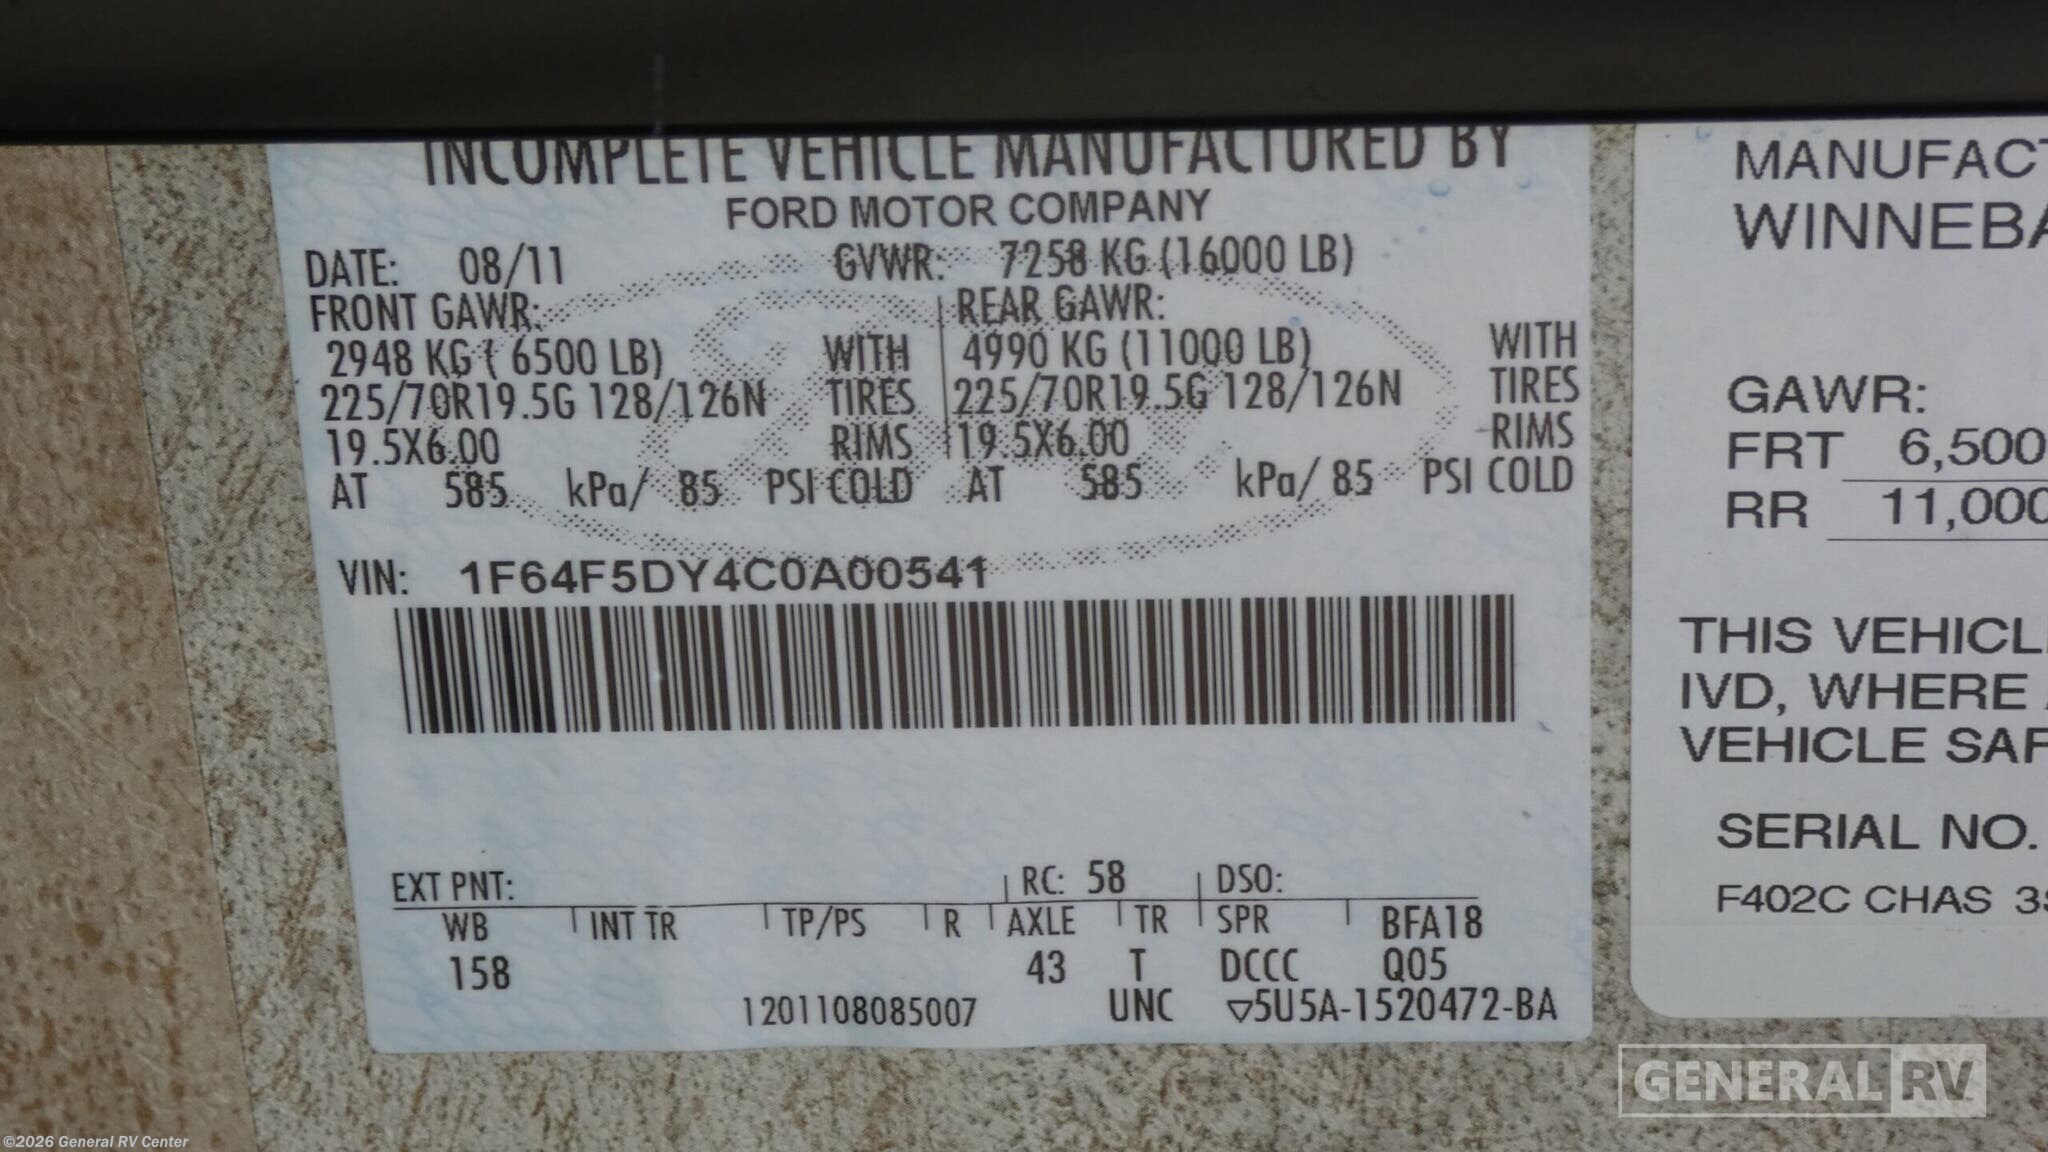 INCOMPLETE VEHICLE MANUFACTURED BY
FORD MOTOR COMPANY
DATE: 08/11 GVWR: 7258 KG (16000 LB)
FRONT GAWR: REAR GAWR:
2948 KG ( 6500 LB) WITH 4990 KG (11000 LB) WITH
225/70R19.5G 128/126N TIRES 225/70R19.5G 128/126N TIRES
19.5X6.00 RIMS 19.5X6.00 RIMS
AT 585 kPa/ 85 PSI COLD AT 585 kPa/ 85 PSI COLD
VIN: 1F64F5DY4C0A00541
EXT PNT: RC: 58 DSO:
WB INT TR TP/PS R AXLE TR SPR BFA18
158 43 T DCCC Q05
1201108085007 UNC ▽5U5A-1520472-BA
MANUFACT
WINNEBA
GAWR:
FRT 6,500
RR 11,000
THIS VEHICL
IVD, WHERE
VEHICLE SAF
SERIAL NO.
F402C CHAS 3
GENERAL RV
©2026 General RV Center